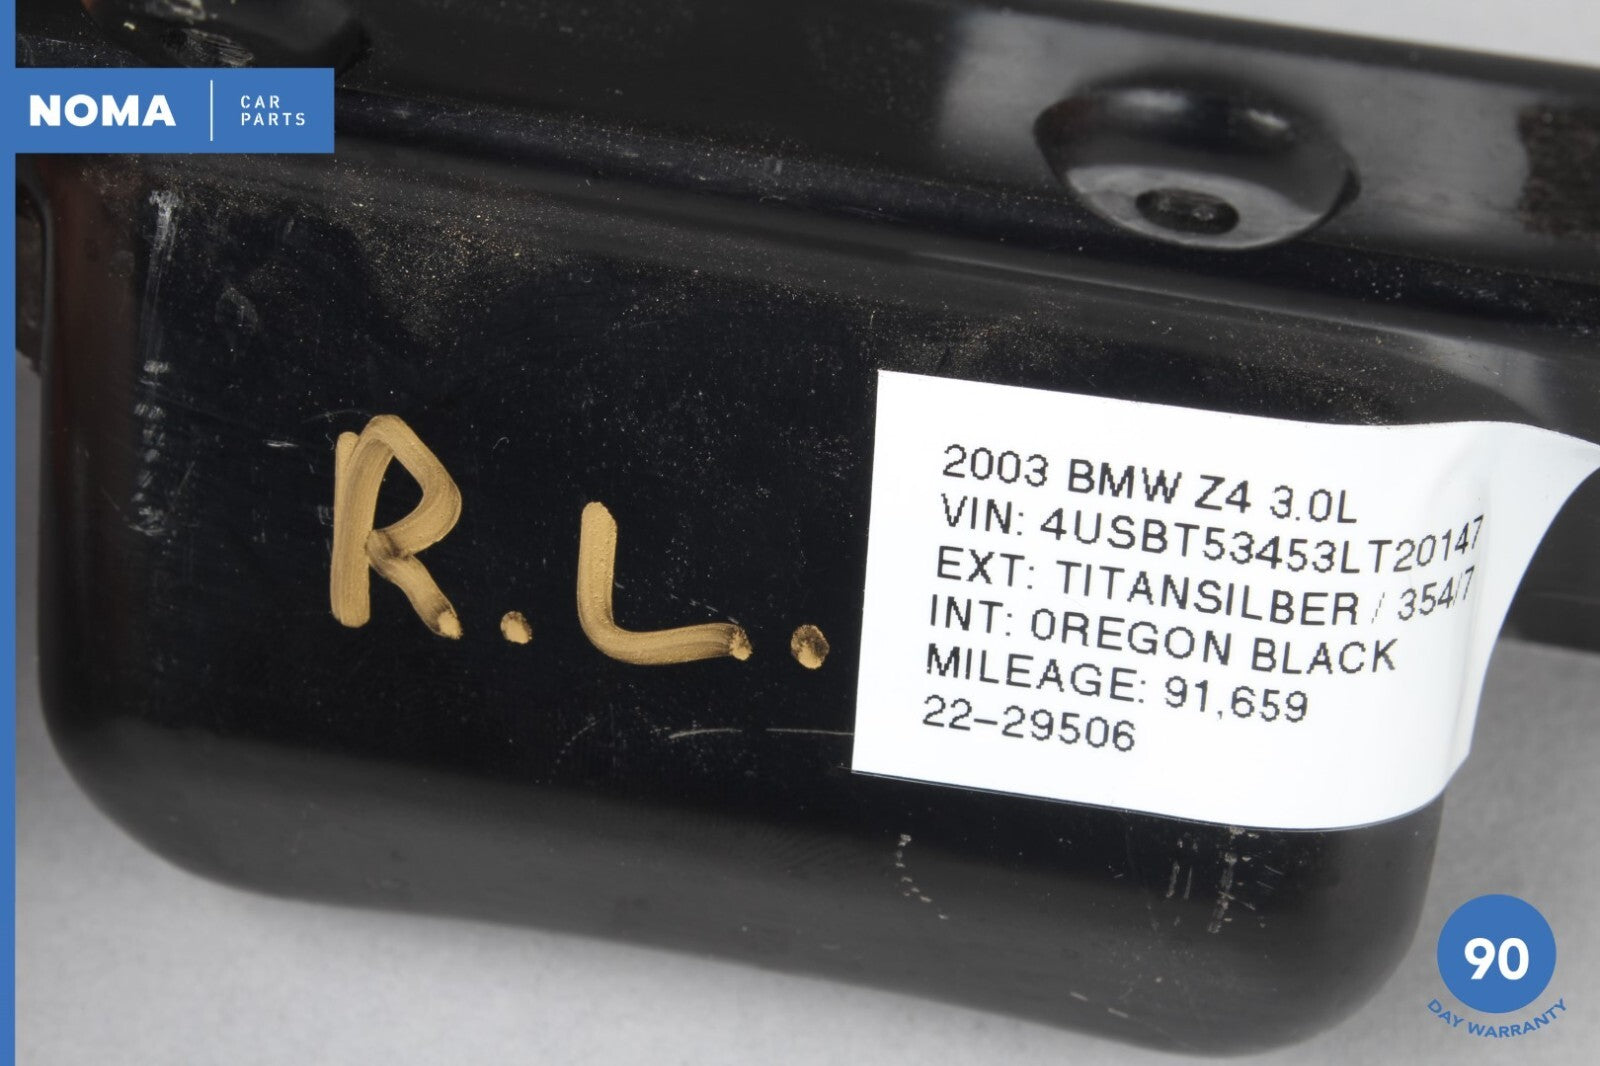 NOMA
CAR
PARTS
R.L.
2003 BMW Z4 3.0L
VIN: 4USBT53453LT20147
EXT: TITANSILBER / 354/7
INT: OREGON BLACK
MILEAGE: 91,659
22-29506
90
DAY WARRANTY